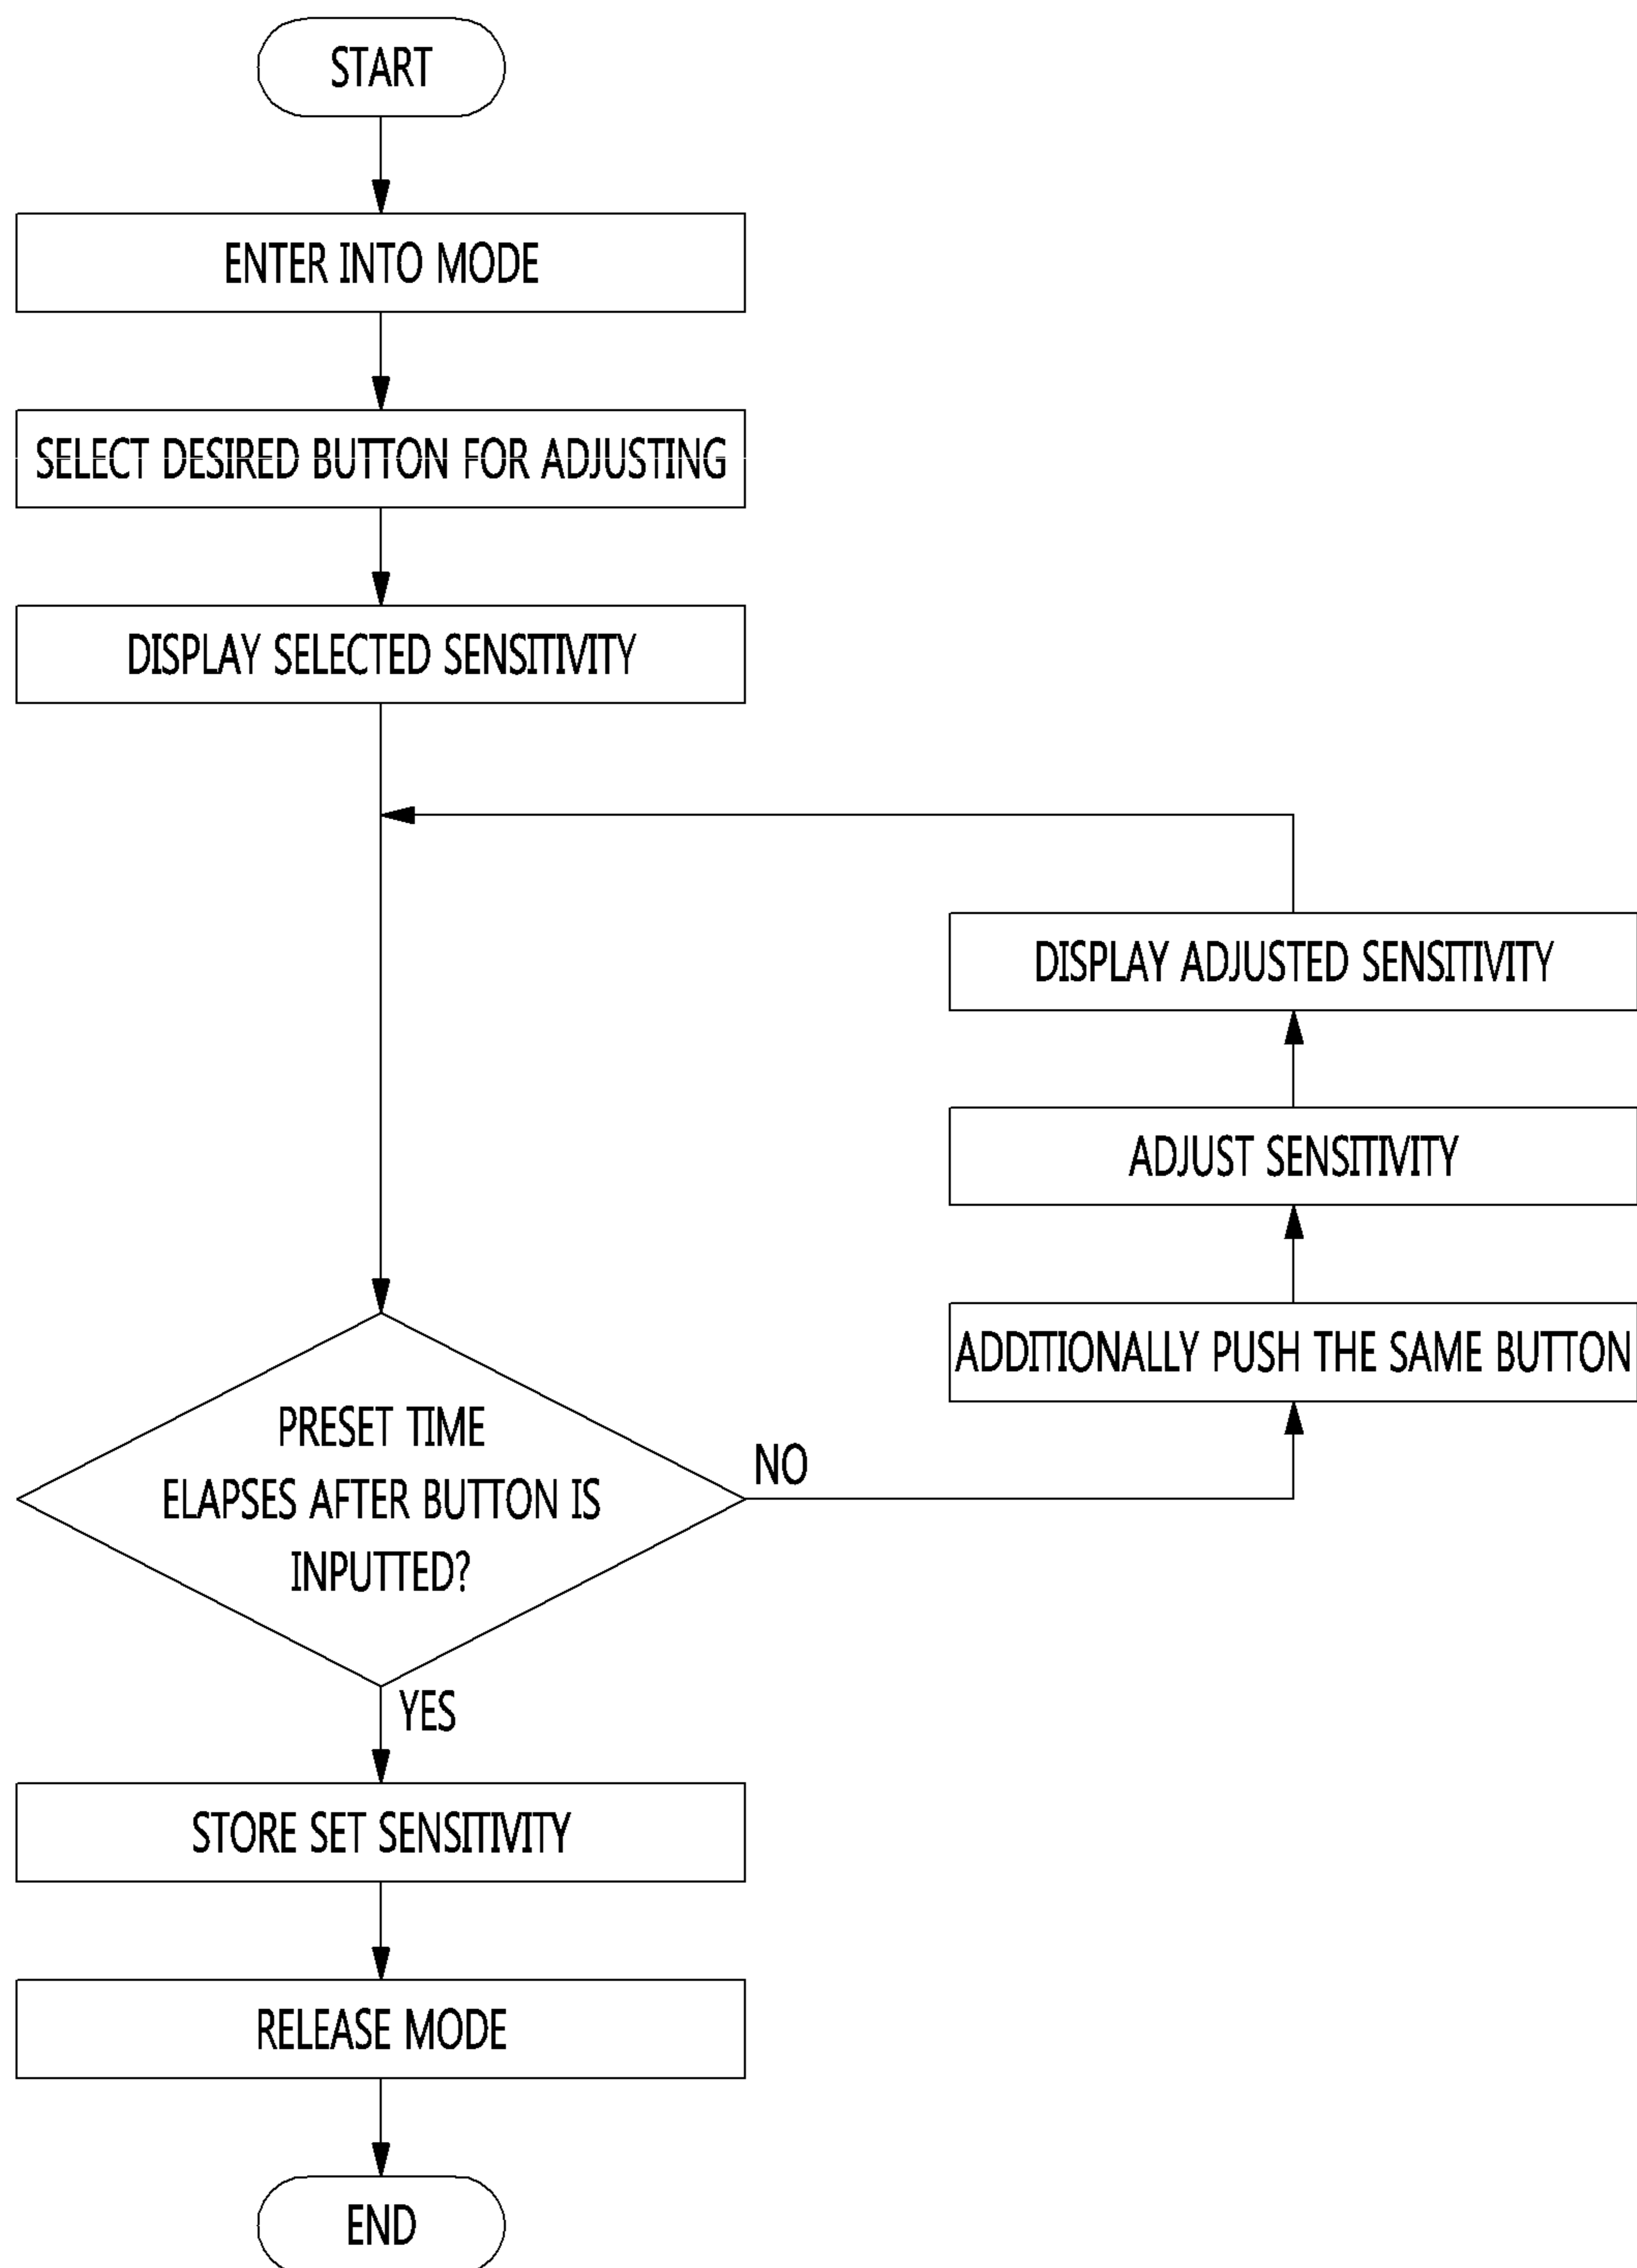 START
ENTER INTO MODE
SELECT DESIRED BUTTON FOR ADJUSTING
DISPLAY SELECTED SENSITIVITY
DISPLAY ADJUSTED SENSITIVITY
ADJUST SENSITIVITY
ADDITIONALLY PUSH THE SAME BUTTON
PRESET TIME
ELAPSES AFTER BUTTON IS
INPUTTED?
NO
YES
STORE SET SENSITIVITY
RELEASE MODE
END